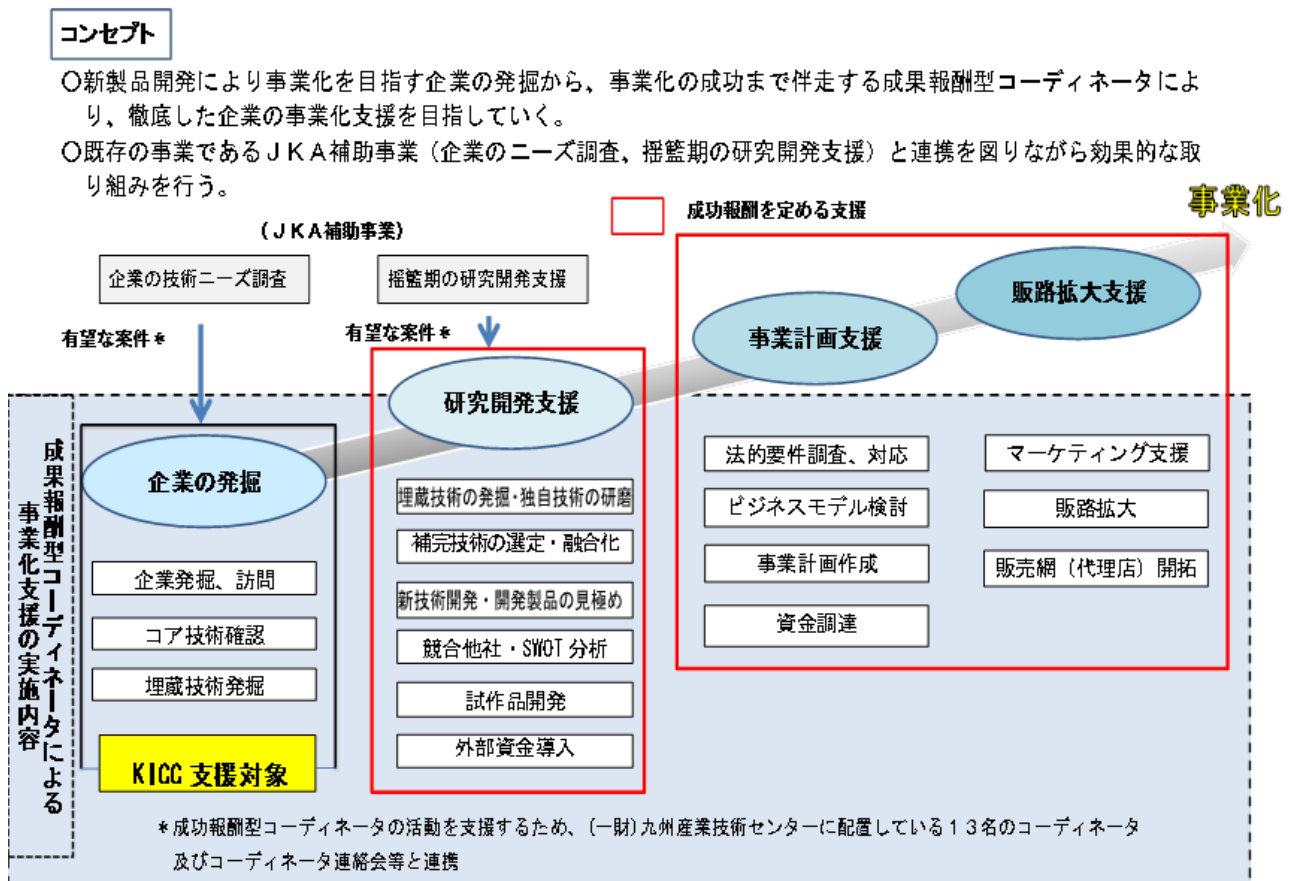 コンセプト
○新製品開発により事業化を目指す企業の発掘から、事業化の成功まで伴走する成果報酬型コーディネータによ
り、徹底した企業の事業化支援を目指していく。
○既存の事業であるJKA補助事業(企業のニーズ調査、揺籃期の研究開発支援)と連携を図りながら効果的な取
り組みを行う。
事業化
成功報酬を定める支援
(JKA補助事業)
企業の技術ニーズ調査
揺籃期の研究開発支援
有望な案件*
有望な案件*
販路拡大支援
事業計画支援
研究開発支援
企業の発掘
成果報酬型コーディネータによる
事業化支援の実施内容
企業発掘、訪問
コア技術確認
埋蔵技術発掘
KICC 支援対象
埋蔵技術の発掘・独自技術の研磨
補完技術の選定・融合化
新技術開発・開発製品の見極め
競合他社・SWOT 分析
試作品開発
外部資金導入
法的要件調査、対応
ビジネスモデル検討
事業計画作成
資金調達
マーケティング支援
販路拡大
販売網(代理店)開拓
*成功報酬型コーディネータの活動を支援するため、(一財)九州産業技術センターに配置している13名のコーディネータ
及びコーディネータ連絡会等と連携